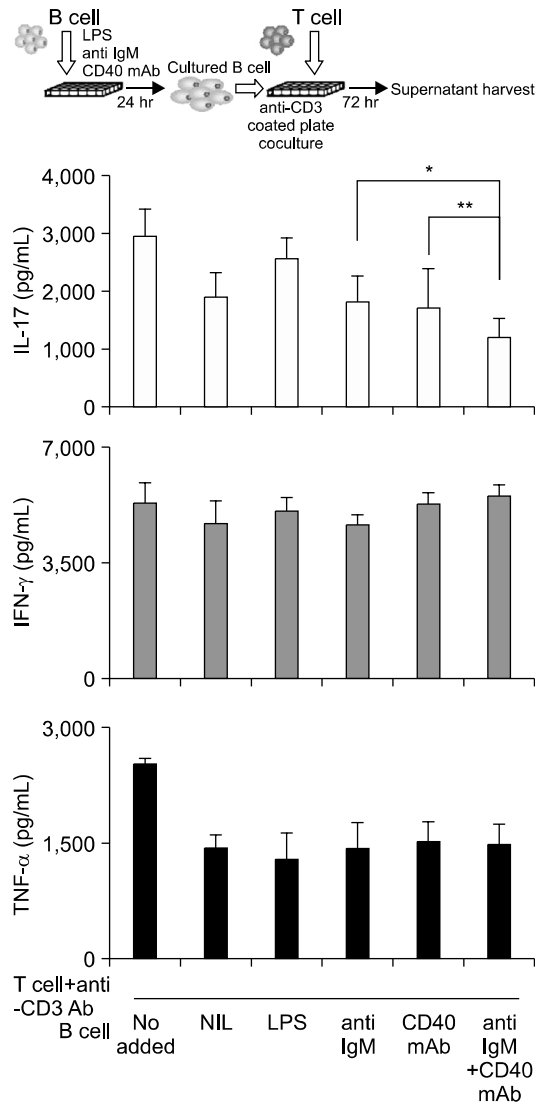 B cell
LPS
anti IgM
CD40 mAb
24 hr
Cultured B cell
T cell
anti-CD3
coated plate
coculture
72 hr
Supernatant harvest
IL-17 (pg/mL)
4,000
3,000
2,000
1,000
0
*
**
IFN-γ (pg/mL)
7,000
3,500
0
TNF-α (pg/mL)
3,000
1,500
0
T cell+anti
-CD3 Ab
B cell
No
added
NIL
LPS
anti
IgM
CD40
mAb
anti
IgM
+CD40
mAb